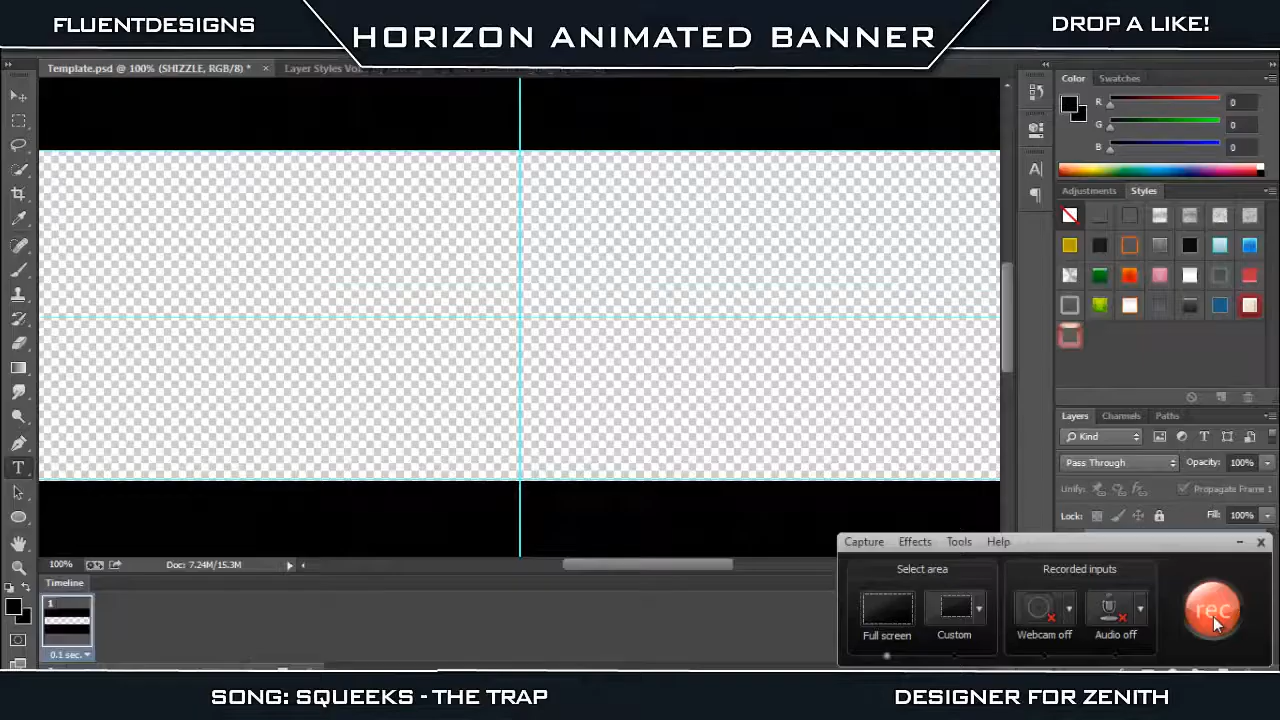 FLUENTDESIGNS
HORIZON ANIMATED BANNER
DROP A LIKE!
Template.psd @ 100% (SHIZZLE, RGB/8) * ×
Layer Styles Vol.
Color Swatches
R 0
G 0
B 0
Adjustments Styles
Layers Channels Paths
Kind
Pass Through Opacity: 100%
Unify: Propagate Frame 1
Lock: Fill: 100%
100% Doc: 7.24M/15.3M
Timeline
1
0.1 sec.
Capture Effects Tools Help
Select area Recorded inputs
Full screen Custom Webcam off Audio off
rec
SONG: SQUEEKS - THE TRAP
DESIGNER FOR ZENITH